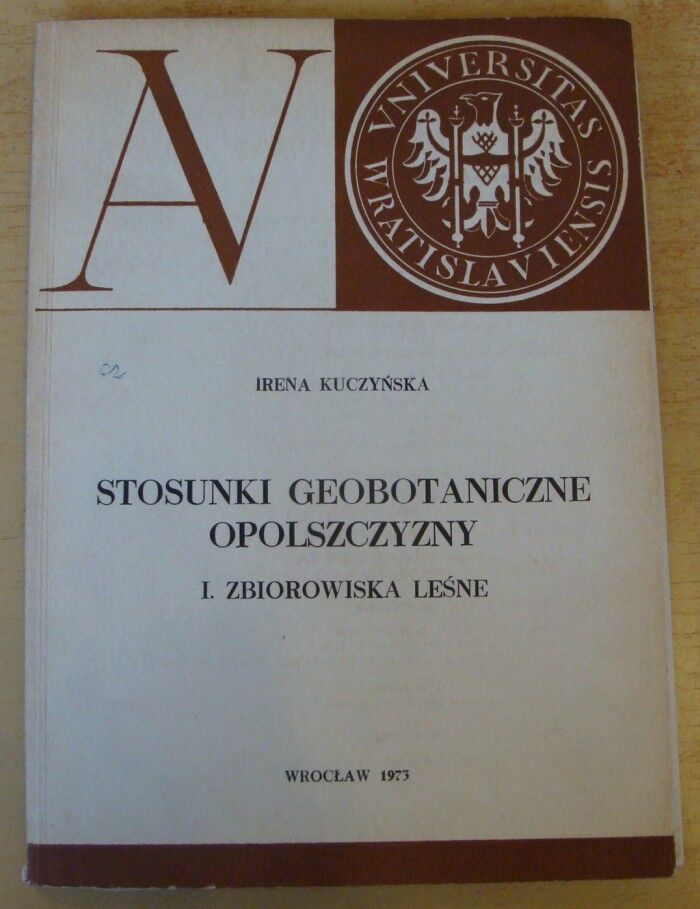 AV
VNIVERSITAS
WRATISLAVIENSIS
IRENA KUCZYŃSKA
STOSUNKI GEOBOTANICZNE
OPOLSZCZYZNY
I. ZBIOROWISKA LEŚNE
WROCŁAW 1973